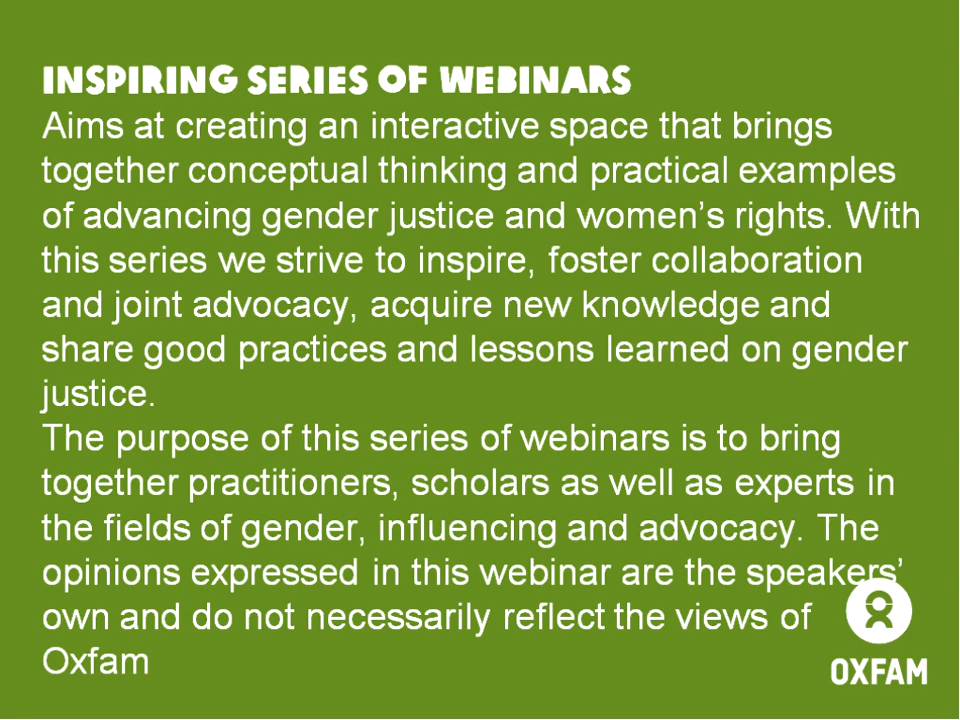 INSPIRING SERIES OF WEBINARS
Aims at creating an interactive space that brings
together conceptual thinking and practical examples
of advancing gender justice and women’s rights. With
this series we strive to inspire, foster collaboration
and joint advocacy, acquire new knowledge and
share good practices and lessons learned on gender
justice.
The purpose of this series of webinars is to bring
together practitioners, scholars as well as experts in
the fields of gender, influencing and advocacy. The
opinions expressed in this webinar are the speakers’
own and do not necessarily reflect the views of
Oxfam
OXFAM